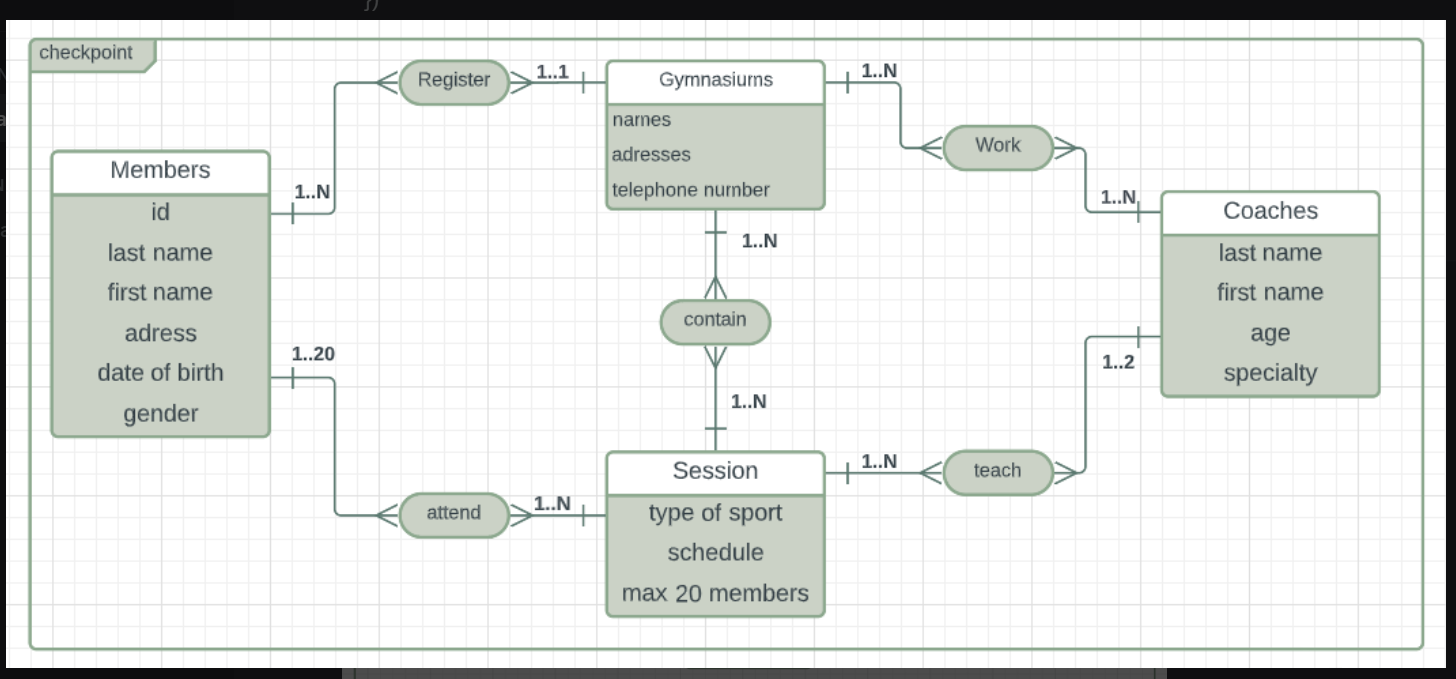 })
checkpoint
Register
1..1
Gymnasiums
names
adresses
telephone number
1..N
Work
1..N
Members
id
last name
first name
adress
date of birth
gender
1..N
1..20
1..N
contain
1..N
Coaches
last name
first name
age
specialty
1..2
attend
1..N
Session
type of sport
schedule
max 20 members
1..N
teach